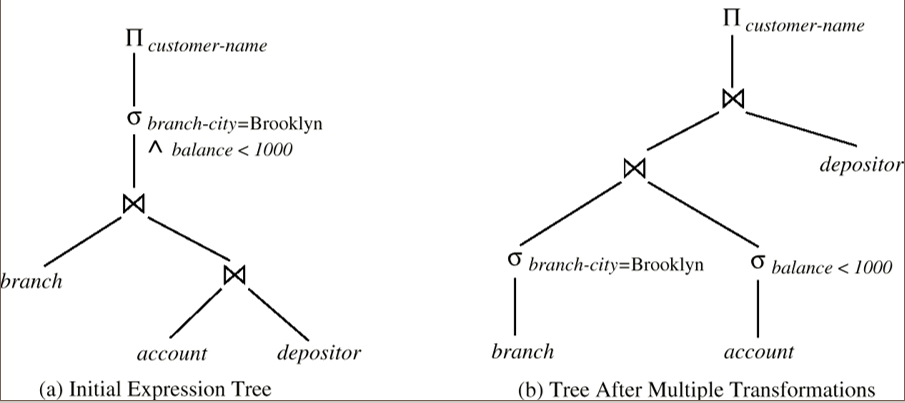 Π customer-name
σ branch-city=Brooklyn
∧ balance < 1000
⋈
branch
⋈
account
depositor
(a) Initial Expression Tree
Π customer-name
⋈
depositor
⋈
σ branch-city=Brooklyn
σ balance < 1000
branch
account
(b) Tree After Multiple Transformations